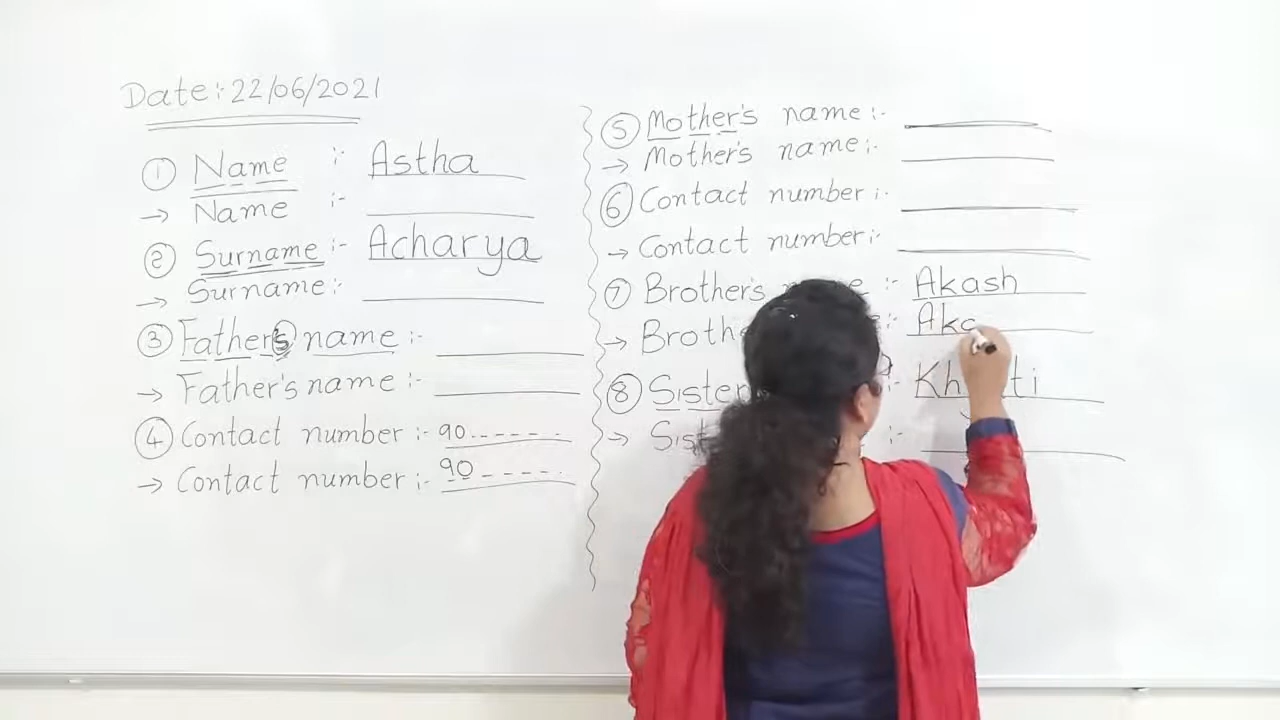 Date:- 22/06/2021
① Name :- Astha
→ Name :-
② Surname :- Acharya
→ Surname :-
③ Father's name :-
→ Father's name :-
④ Contact number :- 90------
→ Contact number :- 90-----
⑤ Mother's name :-
→ Mother's name :-
⑥ Contact number :-
→ Contact number :-
⑦ Brother's :- Akash
→ :- Aka
⑧ Sister :-
→ :-